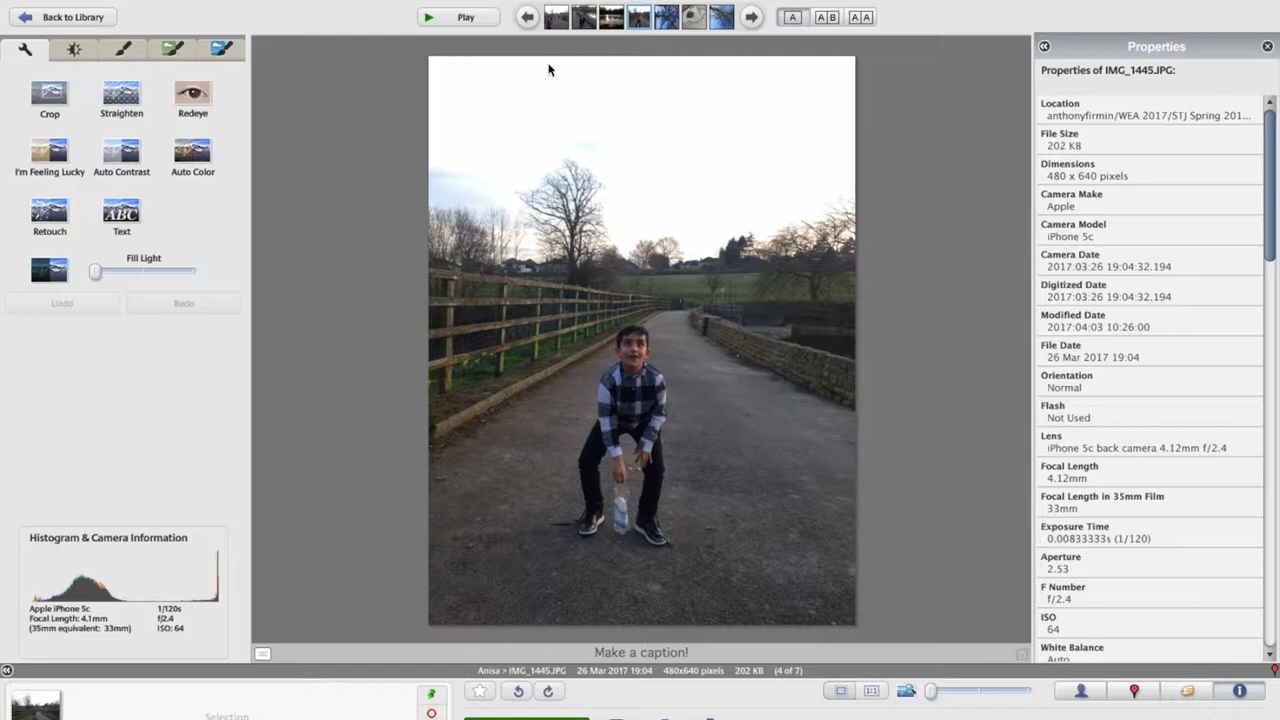 Back to Library
Play
A
A B
A A
Crop
Straighten
Redeye
I'm Feeling Lucky
Auto Contrast
Auto Color
Retouch
ABC
Text
Fill Light
Undo
Redo
Histogram & Camera Information
Apple iPhone 5c
1/120s
Focal Length: 4.1mm
f/2.4
(35mm equivalent: 33mm)
ISO: 64
Make a caption!
Anisa > IMG_1445.JPG 26 Mar 2017 19:04 480x640 pixels 202 KB (4 of 7)
Selection
1:1
Properties
Properties of IMG_1445.JPG:
Location
anthonyfirmin/WEA 2017/STJ Spring 201...
File Size
202 KB
Dimensions
480 x 640 pixels
Camera Make
Apple
Camera Model
iPhone 5c
Camera Date
2017:03:26 19:04:32.194
Digitized Date
2017:03:26 19:04:32.194
Modified Date
2017:04:03 10:26:00
File Date
26 Mar 2017 19:04
Orientation
Normal
Flash
Not Used
Lens
iPhone 5c back camera 4.12mm f/2.4
Focal Length
4.12mm
Focal Length in 35mm Film
33mm
Exposure Time
0.00833333s (1/120)
Aperture
2.53
F Number
f/2.4
ISO
64
White Balance
Auto